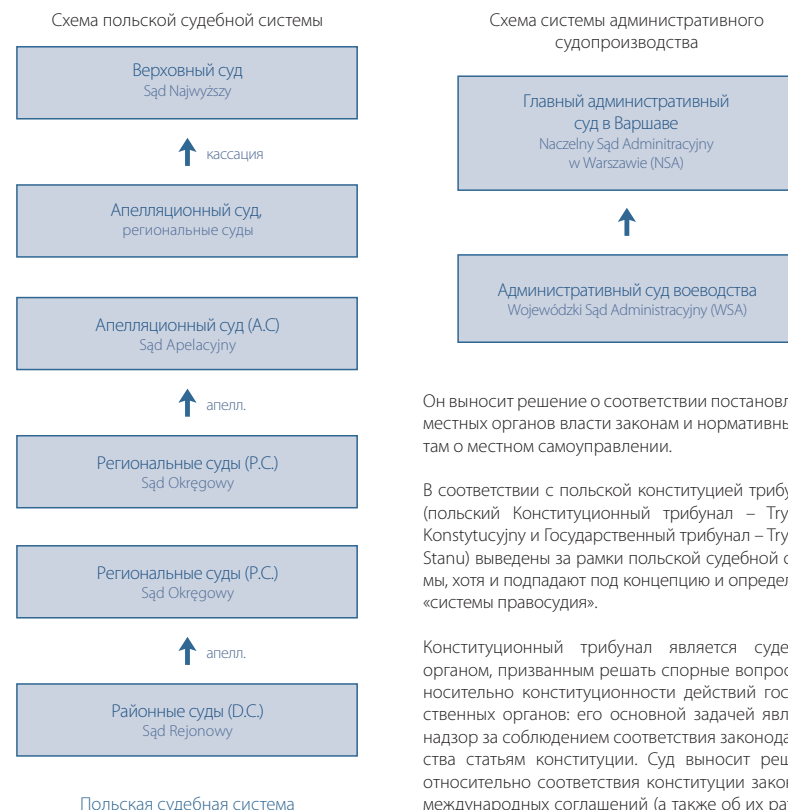 Схема польской судебной системы
Верховный суд
Sąd Najwyższy
кассация
Апелляционный суд,
региональные суды
Апелляционный суд (A.C)
Sąd Apelacyjny
апелл.
Региональные суды (P.C.)
Sąd Okręgowy
Региональные суды (P.C.)
Sąd Okręgowy
апелл.
Районные суды (D.C.)
Sąd Rejonowy
Польская судебная система
Схема системы административного
судопроизводства
Главный административный
суд в Варшаве
Naczelny Sąd Adminitracyjny
w Warszawie (NSA)
Административный суд воеводства
Wojewódzki Sąd Administracyjny (WSA)
Он выносит решение о соответствии постановл
местных органов власти законам и нормативны
там о местном самоуправлении.
В соответствии с польской конституцией трибу
(польский Конституционный трибунал – Try
Konstytucyjny и Государственный трибунал – Try
Stanu) выведены за рамки польской судебной с
мы, хотя и подпадают под концепцию и определ
«системы правосудия».
Конституционный трибунал является суде
органом, призванным решать спорные вопрос
носительно конституционности действий гос
ственных органов: его основной задачей явл
надзор за соблюдением соответствия законода
ства статьям конституции. Суд выносит реш
относительно соответствия конституции закон
международных соглашений (а также об их рат